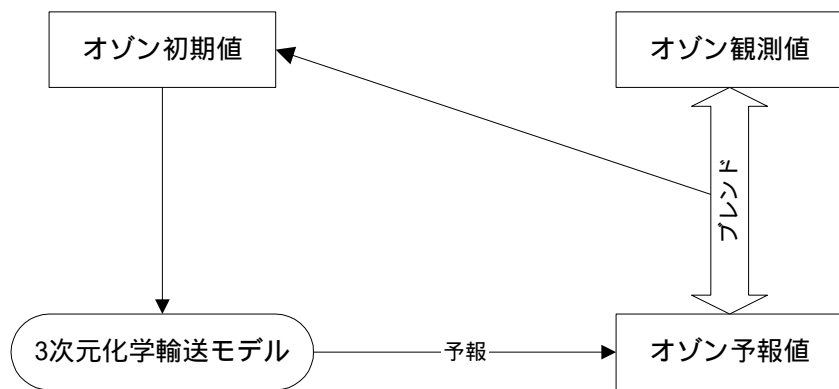 オゾン初期値
オゾン観測値
ブレンド
3次元化学輸送モデル
予報
オゾン予報値